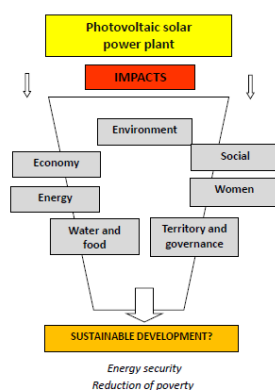 Photovoltaic solar
power plant
IMPACTS
Environment
Economy
Social
Energy
Women
Water and
food
Territory and
governance
SUSTAINABLE DEVELOPMENT?
Energy security
Reduction of poverty